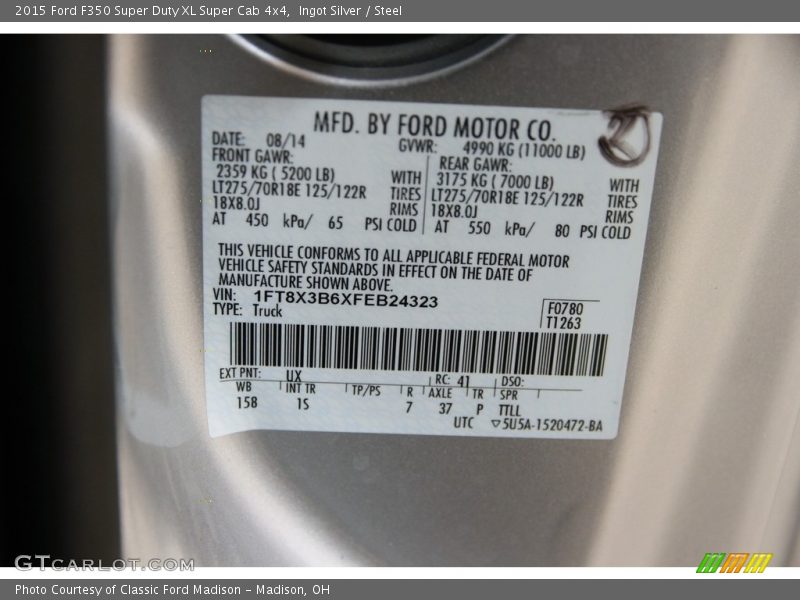 2015 Ford F350 Super Duty XL Super Cab 4x4, Ingot Silver / Steel
MFD. BY FORD MOTOR CO.
DATE: 08/14 GVWR: 4990 KG (11000 LB)
FRONT GAWR: REAR GAWR:
2359 KG ( 5200 LB) WITH 3175 KG ( 7000 LB) WITH
LT275/70R18E 125/122R TIRES LT275/70R18E 125/122R TIRES
18X8.0J RIMS 18X8.0J RIMS
AT 450 kPa/ 65 PSI COLD AT 550 kPa/ 80 PSI COLD
THIS VEHICLE CONFORMS TO ALL APPLICABLE FEDERAL MOTOR
VEHICLE SAFETY STANDARDS IN EFFECT ON THE DATE OF
MANUFACTURE SHOWN ABOVE.
VIN: 1FT8X3B6XFEB24323
TYPE: Truck
F0780
T1263
EXT PNT: UX RC: 41 DSO:
WB INT TR TP/PS R AXLE TR SPR
158 1S 7 37 P TTLL
UTC ▽5U5A-1520472-BA
GTCARLOT.COM
Photo Courtesy of Classic Ford Madison - Madison, OH